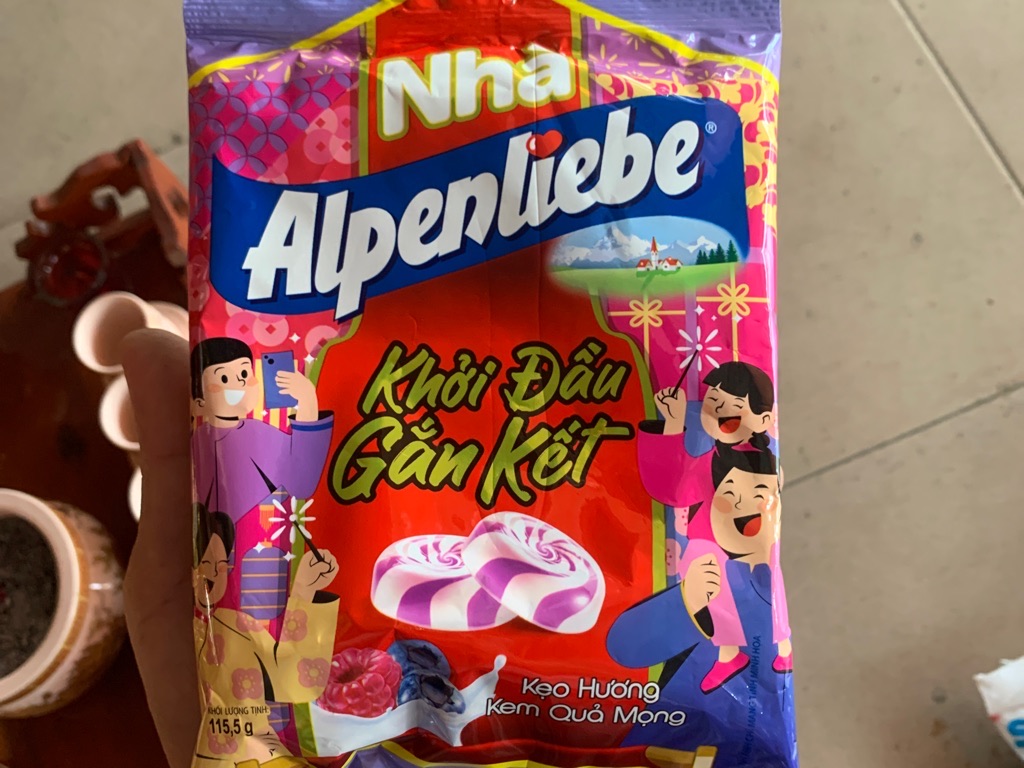 Nhà
Alpenliebe®
Khởi Đầu
Gắn Kết
Kẹo Hương
Kem Quả Mọng
KHỐI LƯỢNG TỊNH:
115,5 g